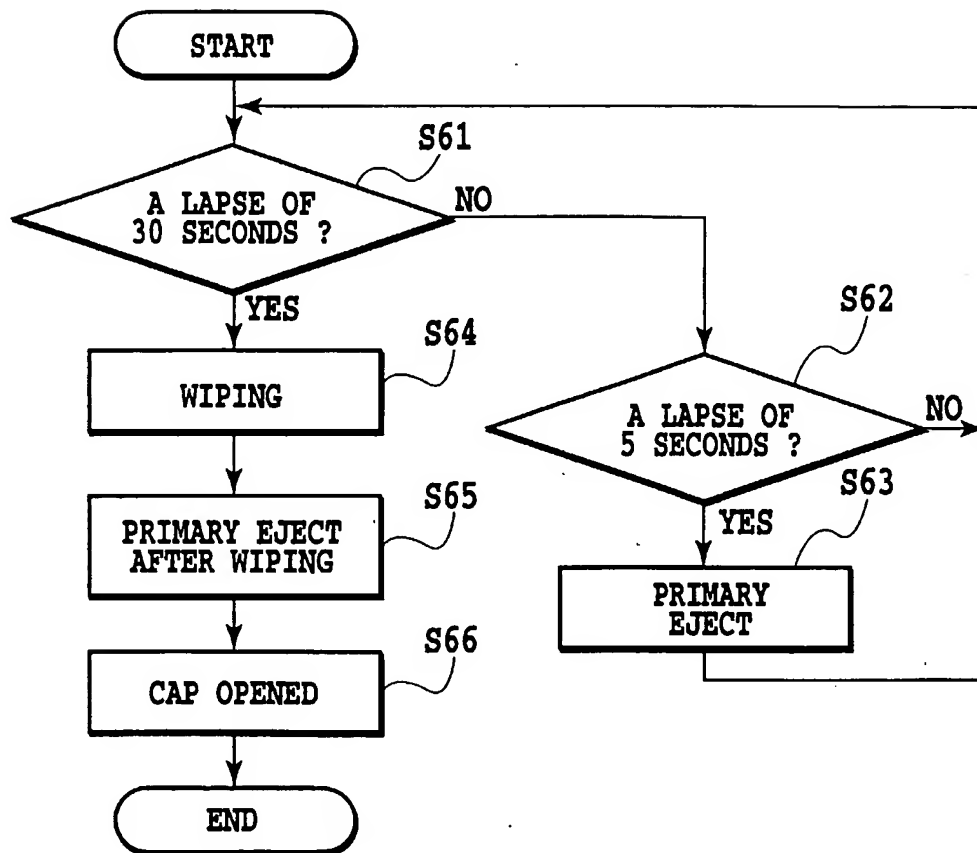 START
S61
A LAPSE OF
30 SECONDS ?
NO
YES
S64
WIPING
S62
A LAPSE OF
5 SECONDS ?
NO
YES
S65
PRIMARY EJECT
AFTER WIPING
S63
PRIMARY
EJECT
S66
CAP OPENED
END